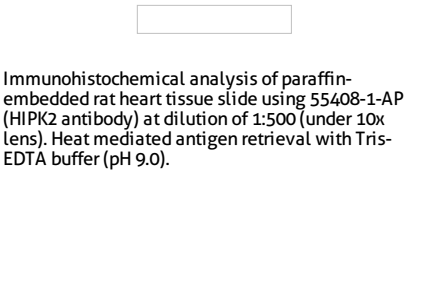 Immunohistochemical analysis of paraffin-
embedded rat heart tissue slide using 55408-1-AP
(HIPK2 antibody) at dilution of 1:500 (under 10x
lens). Heat mediated antigen retrieval with Tris-
EDTA buffer (pH 9.0).